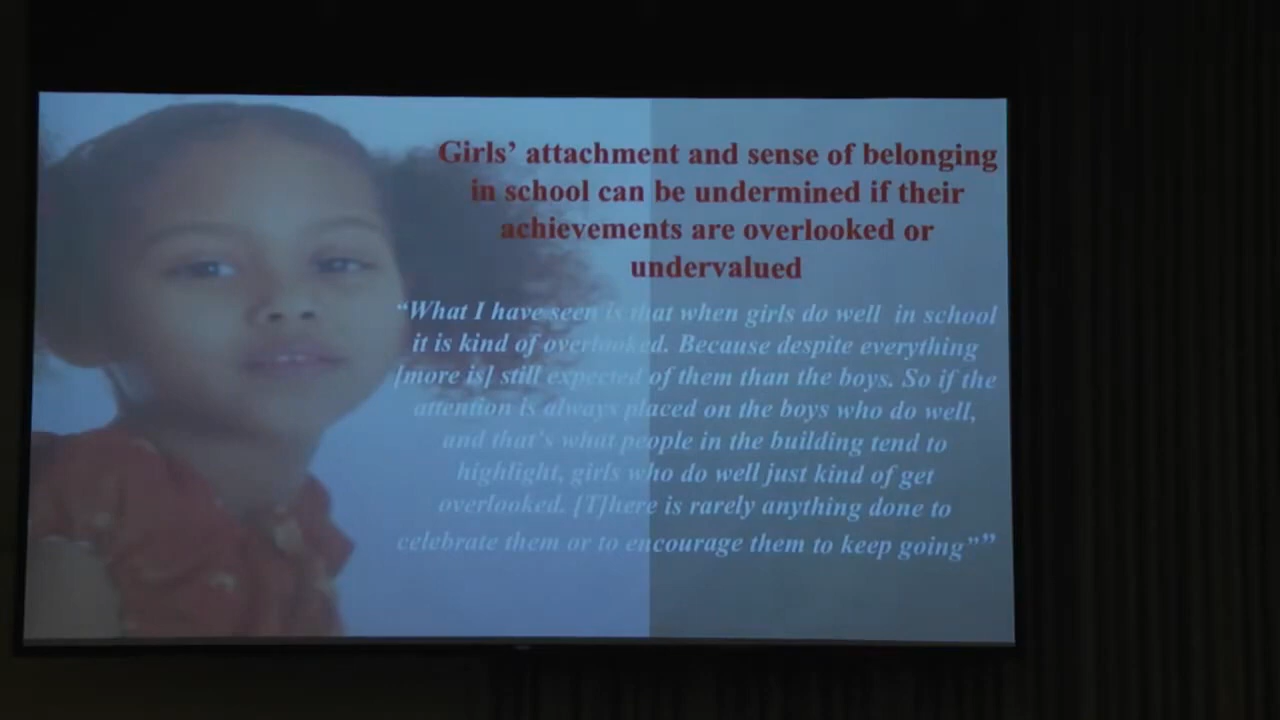 Girls’ attachment and sense of belonging
in school can be undermined if their
achievements are overlooked or
undervalued
“What I have seen is that when girls do well in school
it is kind of overlooked. Because despite everything
[more is] still expected of them than the boys. So if the
attention is always placed on the boys who do well,
and that’s what people in the building tend to
highlight, girls who do well just kind of get
overlooked. [T]here is rarely anything done to
celebrate them or to encourage them to keep going””